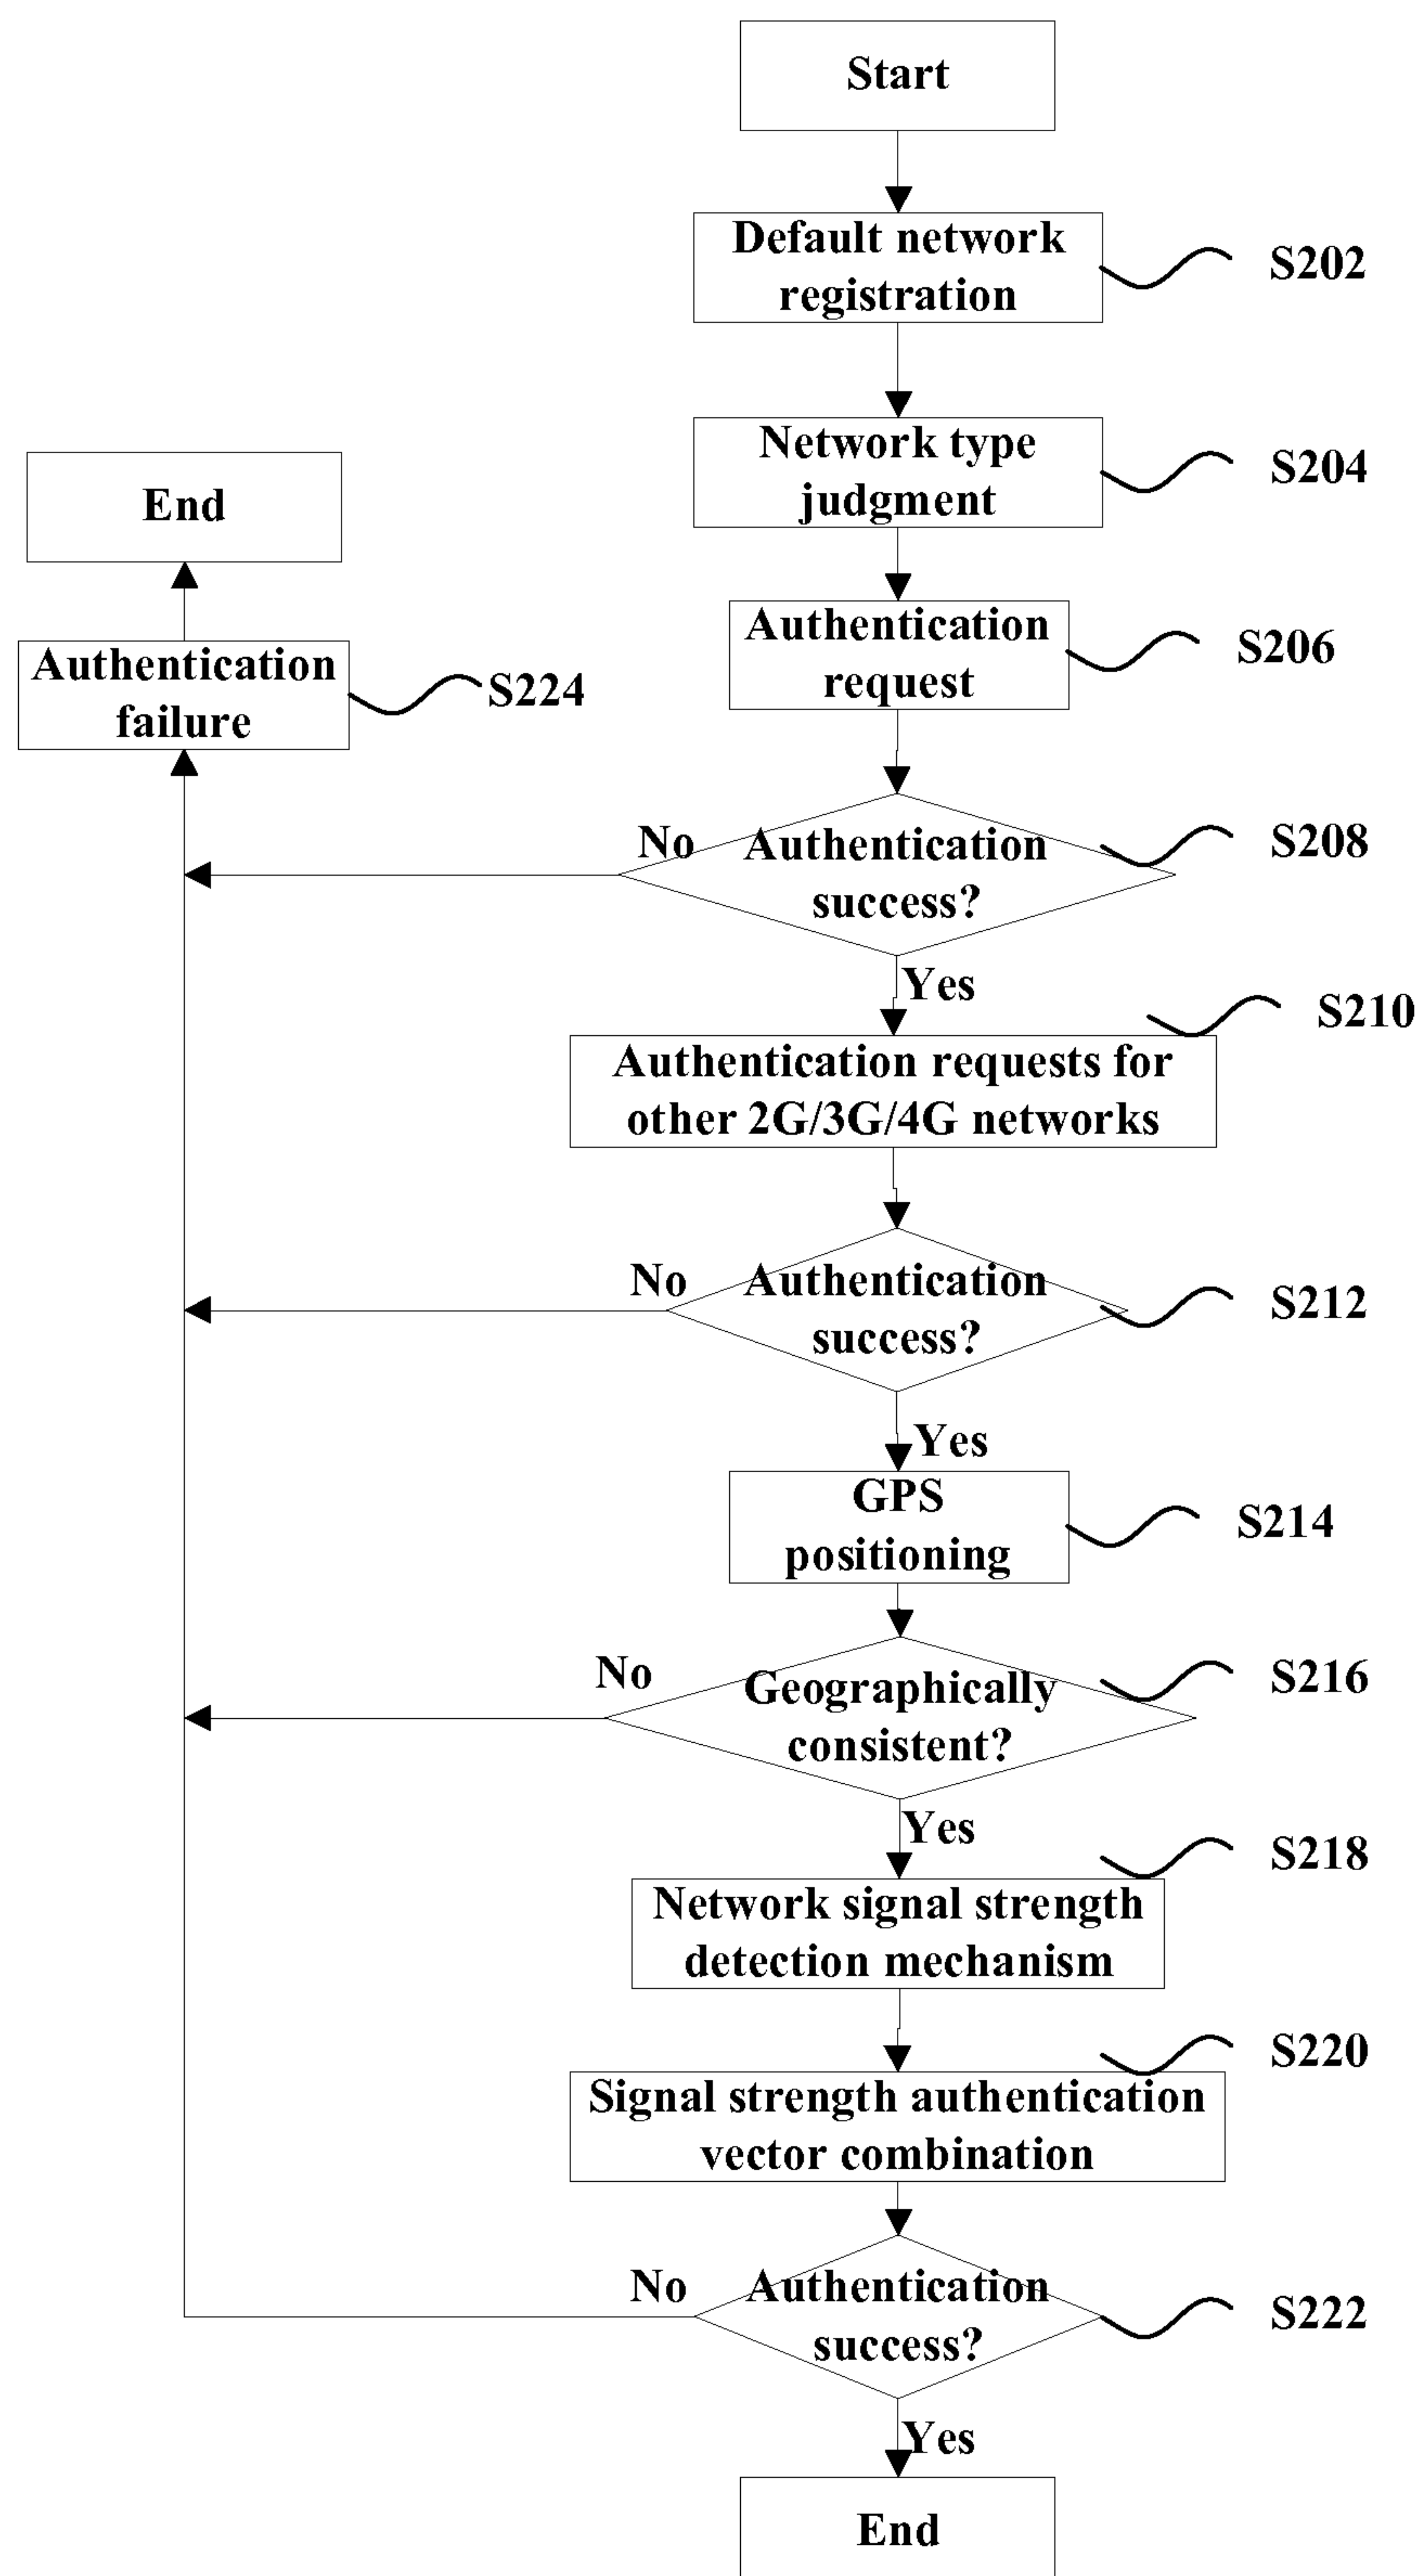 Start
Default network
registration
S202
Network type
judgment
S204
End
Authentication
request
S206
Authentication
failure
S224
No
Authentication
success?
S208
Yes
S210
Authentication requests for
other 2G/3G/4G networks
No
Authentication
success?
S212
Yes
GPS
positioning
S214
No
Geographically
consistent?
S216
Yes
S218
Network signal strength
detection mechanism
S220
Signal strength authentication
vector combination
No
Authentication
success?
S222
Yes
End